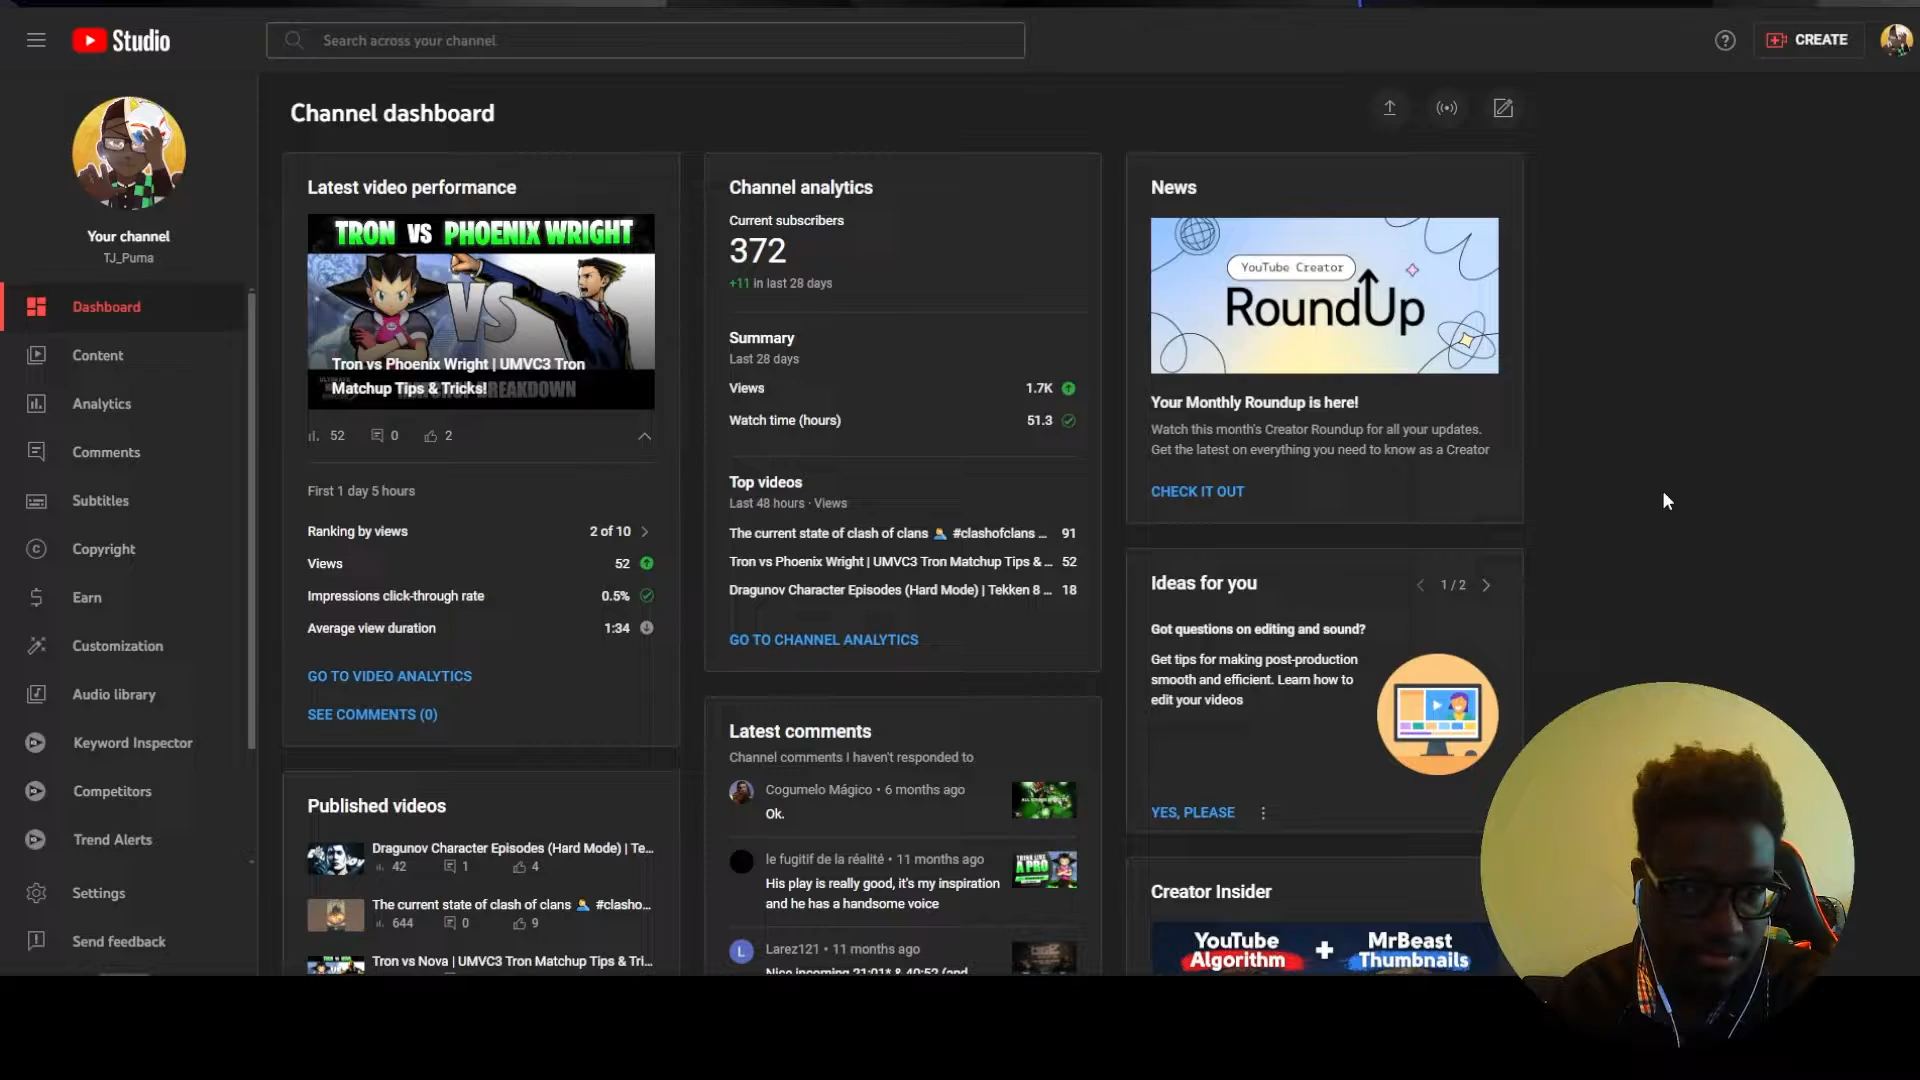 Studio
Search across your channel
CREATE
Your channel
TJ_Puma
Dashboard
Content
Analytics
Comments
Subtitles
Copyright
Earn
Customization
Audio library
Keyword Inspector
Competitors
Trend Alerts
Settings
Send feedback
Channel dashboard
Latest video performance
TRON VS PHOENIX WRIGHT
VS
Tron vs Phoenix Wright | UMVC3 Tron
Matchup Tips & Tricks!
BREAKDOWN
52 0 2
First 1 day 5 hours
Ranking by views 2 of 10
Views 52
Impressions click-through rate 0.5%
Average view duration 1:34
GO TO VIDEO ANALYTICS
SEE COMMENTS (0)
Published videos
Dragunov Character Episodes (Hard Mode) | Te...
42 1 4
The current state of clash of clans 🤦‍♂️ #clasho...
644 0 9
Tron vs Nova | UMVC3 Tron Matchup Tips & Tri...
Channel analytics
Current subscribers
372
+11 in last 28 days
Summary
Last 28 days
Views 1.7K
Watch time (hours) 51.3
Top videos
Last 48 hours · Views
The current state of clash of clans 🤦‍♂️ #clashofclans ... 91
Tron vs Phoenix Wright | UMVC3 Tron Matchup Tips & ... 52
Dragunov Character Episodes (Hard Mode) | Tekken 8 ... 18
GO TO CHANNEL ANALYTICS
Latest comments
Channel comments I haven't responded to
Cogumelo Mágico • 6 months ago
Ok.
le fugitif de la réalité • 11 months ago
His play is really good, it's my inspiration
and he has a handsome voice
THINK LIKE
A PRO
L
Larez121 • 11 months ago
Nice incoming 21:01* & 40:52 (and
News
YouTube Creator
RoundUp
Your Monthly Roundup is here!
Watch this month's Creator Roundup for all your updates.
Get the latest on everything you need to know as a Creator
CHECK IT OUT
Ideas for you
1 / 2
Got questions on editing and sound?
Get tips for making post-production
smooth and efficient. Learn how to
edit your videos
YES, PLEASE
Creator Insider
YouTube Algorithm + MrBeast Thumbnails